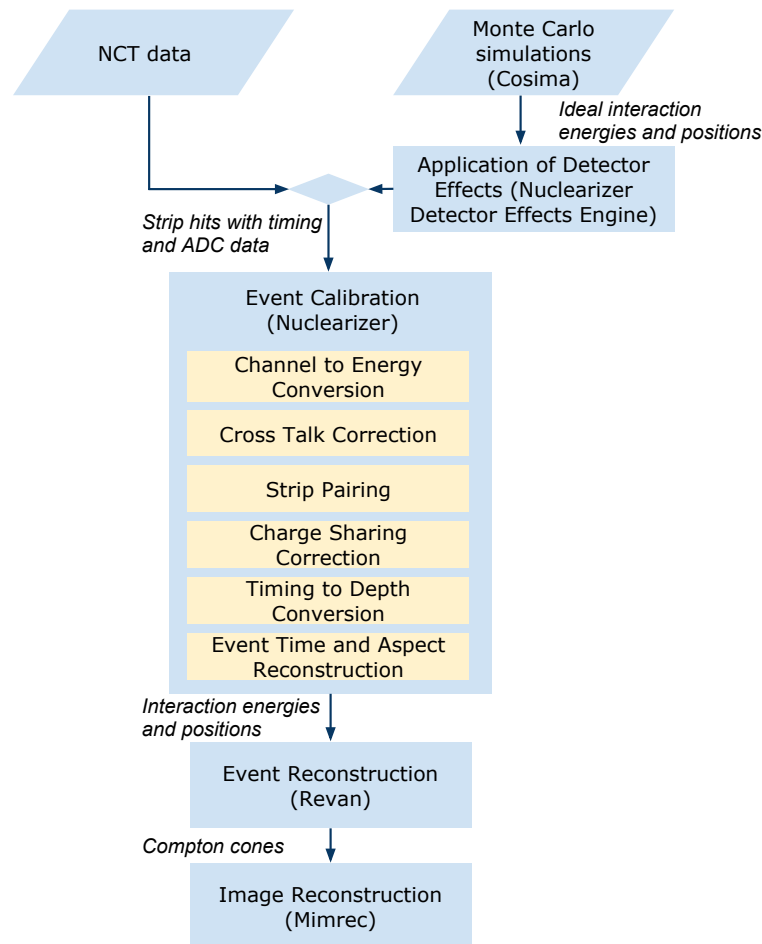 NCT data
Monte Carlo
simulations
(Cosima)
Ideal interaction
energies and positions
Application of Detector
Effects (Nuclearizer
Detector Effects Engine)
Strip hits with timing
and ADC data
Event Calibration
(Nuclearizer)
Channel to Energy
Conversion
Cross Talk Correction
Strip Pairing
Charge Sharing
Correction
Timing to Depth
Conversion
Event Time and Aspect
Reconstruction
Interaction energies
and positions
Event Reconstruction
(Revan)
Compton cones
Image Reconstruction
(Mimrec)